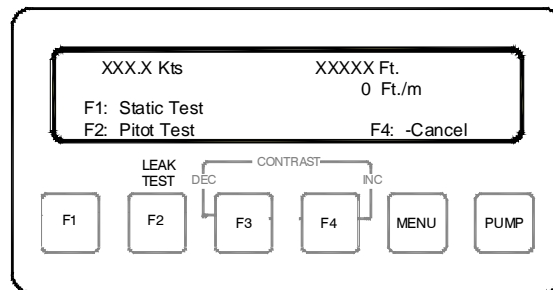 XXX.X Kts XXXXX Ft.
0 Ft./m
F1: Static Test
F2: Pitot Test F4: -Cancel
LEAK TEST
DEC CONTRAST INC
F1 F2 F3 F4 MENU PUMP